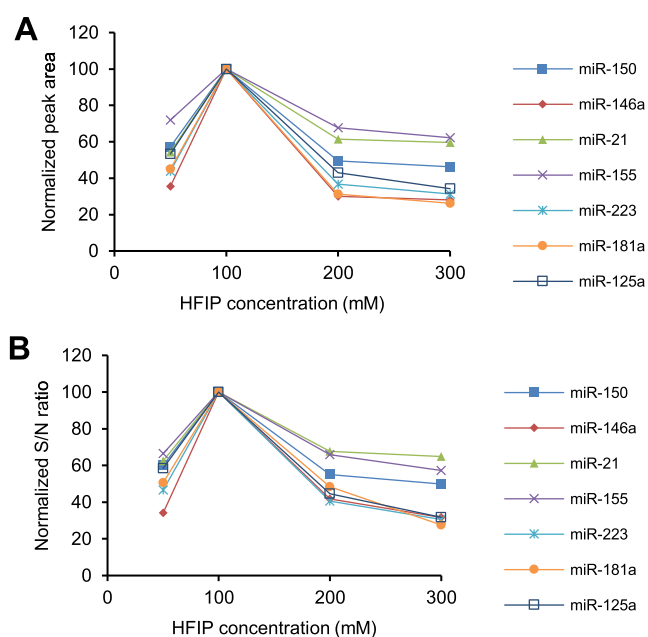 A
Normalized peak area
120
100
80
60
40
20
0
0 100 200 300
HFIP concentration (mM)
miR-150
miR-146a
miR-21
miR-155
miR-223
miR-181a
miR-125a
B
Normalized S/N ratio
120
100
80
60
40
20
0
0 100 200 300
HFIP concentration (mM)
miR-150
miR-146a
miR-21
miR-155
miR-223
miR-181a
miR-125a